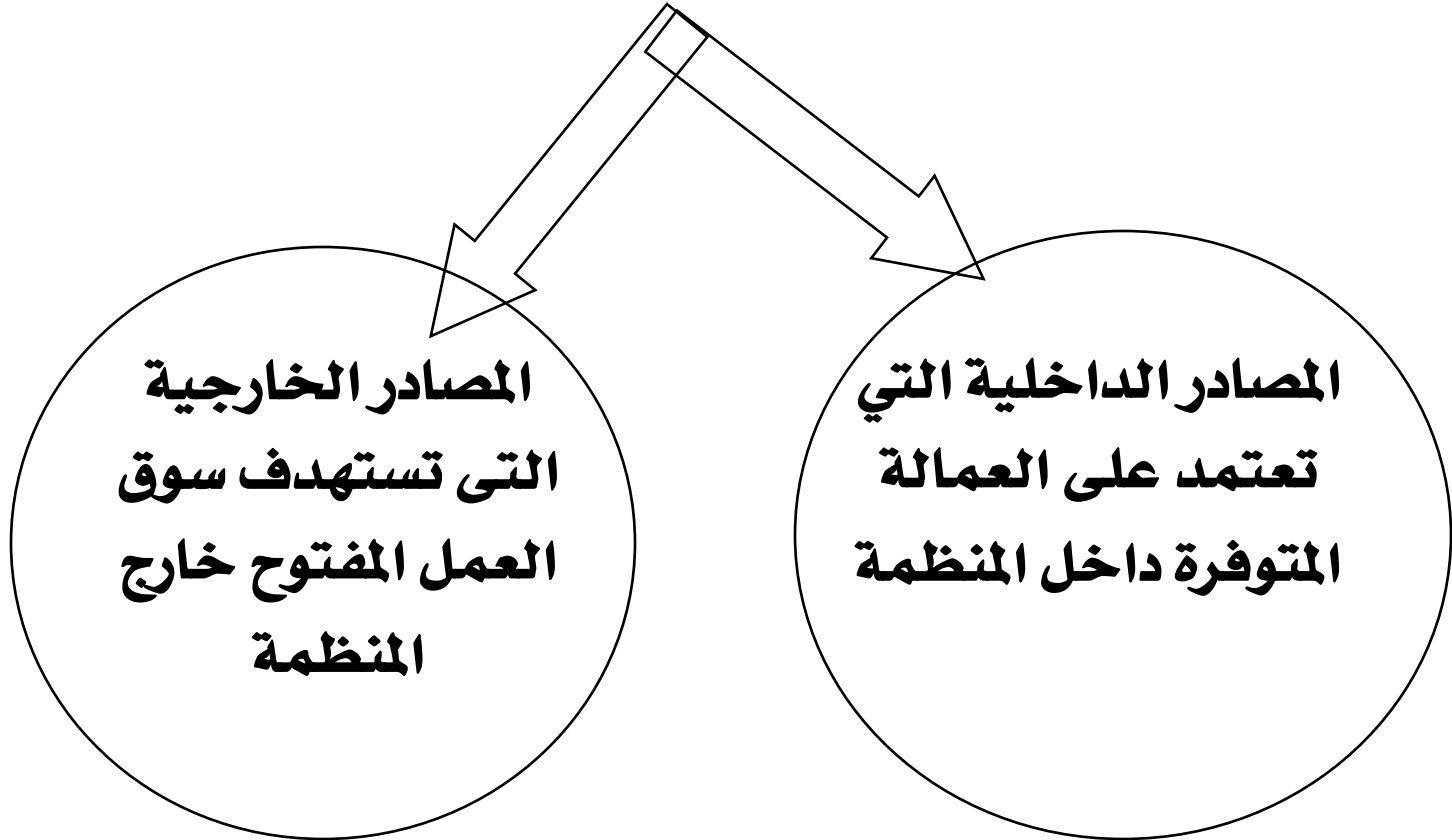 المصادر الداخلية التي
تعتمد على العمالة
المتوفرة داخل المنظمة
المصادر الخارجية
التى تستهدف سوق
العمل المفتوح خارج
المنظمة